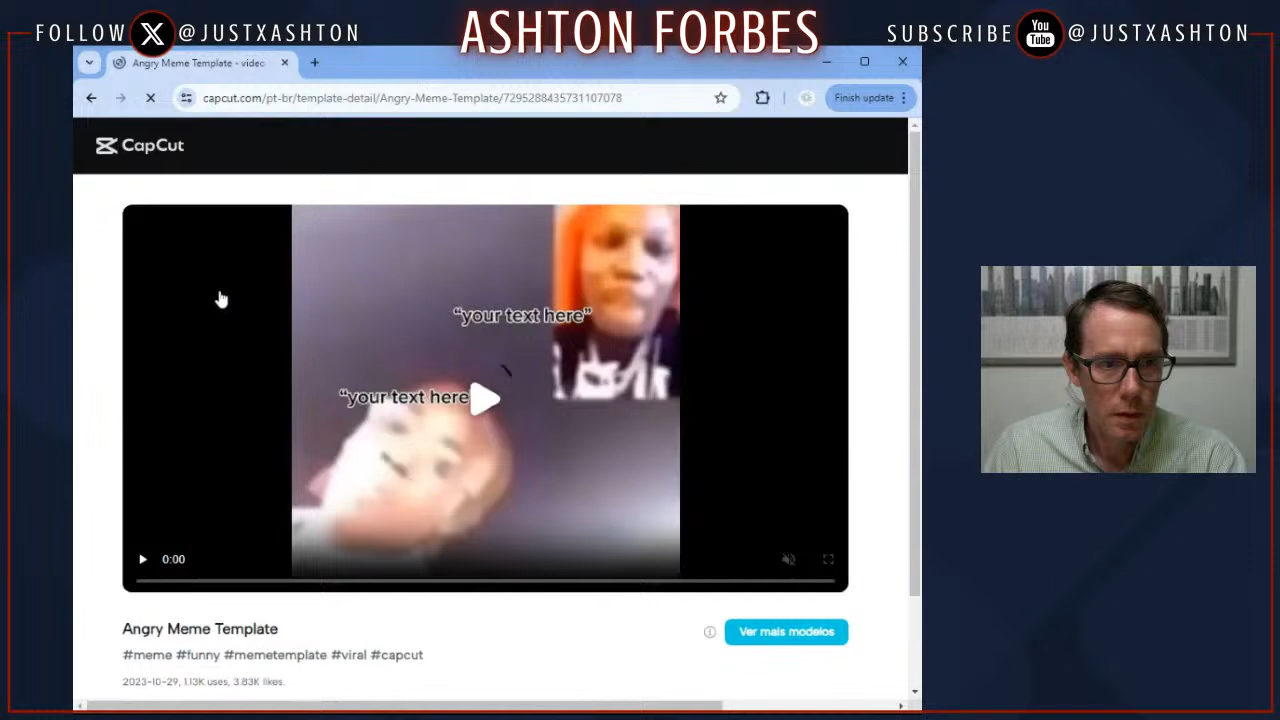 FOLLOW X @JUSTXASHTON
ASHTON FORBES
SUBSCRIBE You Tube @JUSTXASHTON
Angry Meme Template - video
capcut.com/pt-br/template-detail/Angry-Meme-Template/7295288435731107078
Finish update
CapCut
“your text here”
“your text here
0:00
Angry Meme Template
Ver mais modelos
#meme #funny #memetemplate #viral #capcut
2023-10-29, 1.13K uses, 3.83K likes.